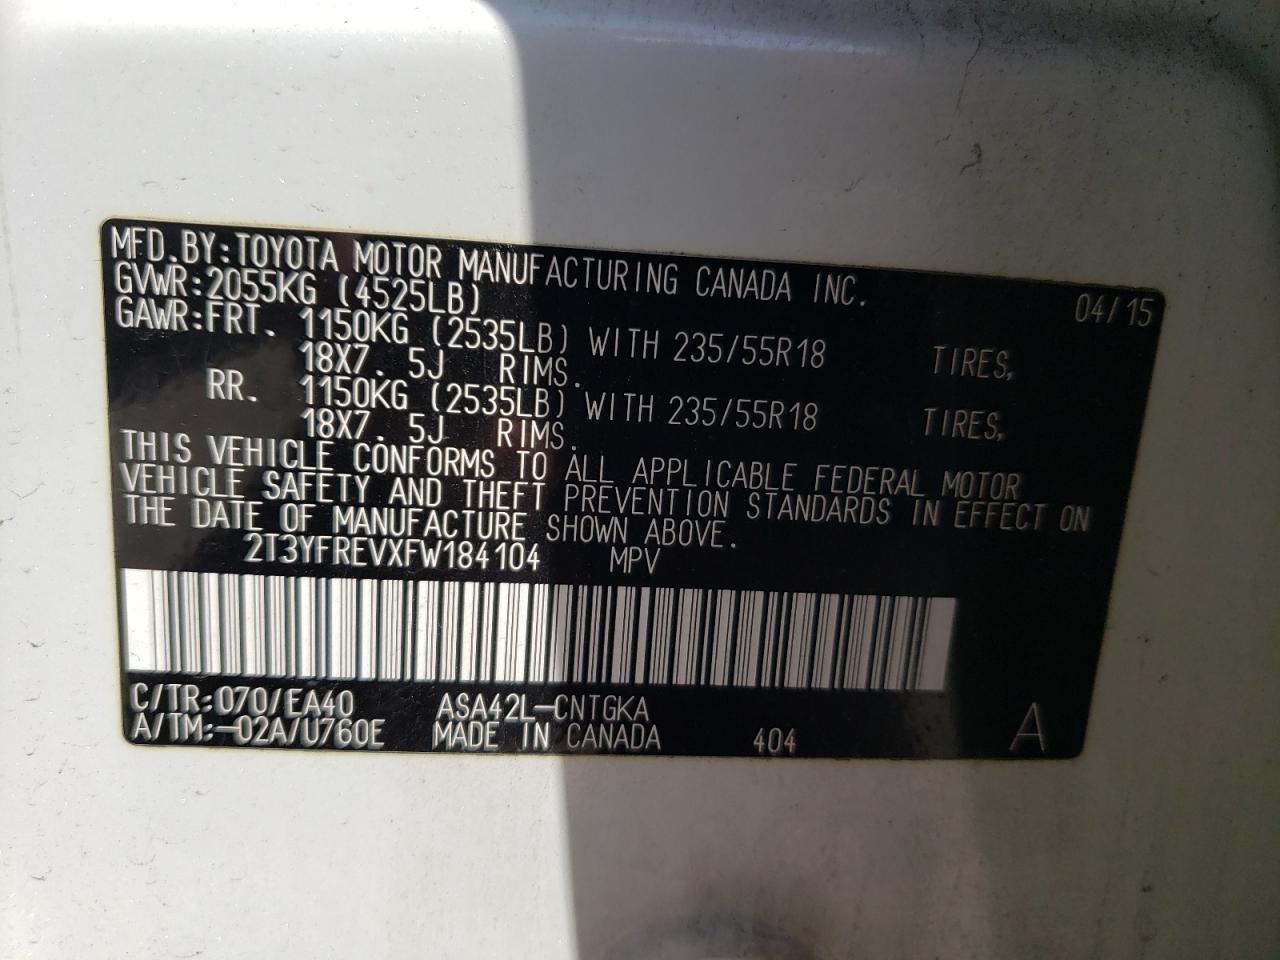 MFD.BY:TOYOTA MOTOR MANUFACTURING CANADA INC.
GVWR:2055KG (4525LB) 04/15
GAWR:FRT. 1150KG (2535LB) WITH 235/55R18 TIRES,
18X7. 5J RIMS.
RR. 1150KG (2535LB) WITH 235/55R18 TIRES,
18X7. 5J RIMS.
THIS VEHICLE CONFORMS TO ALL APPLICABLE FEDERAL MOTOR
VEHICLE SAFETY AND THEFT PREVENTION STANDARDS IN EFFECT ON
THE DATE OF MANUFACTURE SHOWN ABOVE.
2T3YFREVXFW184104 MPV
C/TR:070/EA40 ASA42L-CNTGKA
A/TM:-02A/U760E MADE IN CANADA 404 A